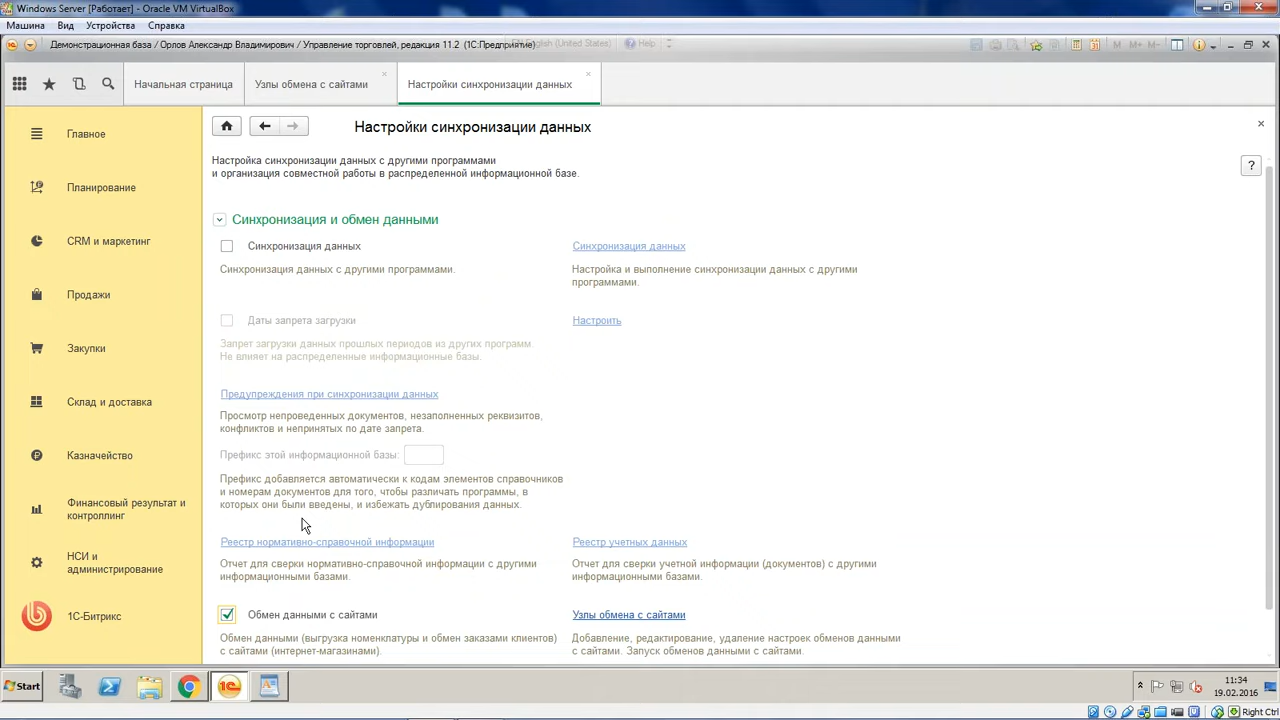 Windows Server [Работает] - Oracle VM VirtualBox
Машина Вид Устройства Справка
Демонстрационная база / Орлов Александр Владимирович / Управление торговлей, редакция 11.2 (1С:Предприятие)
EN English (United States) Help
M M+ M-
Начальная страница
Узлы обмена с сайтами
Настройки синхронизации данных
Главное
Планирование
CRM и маркетинг
Продажи
Закупки
Склад и доставка
Казначейство
Финансовый результат и
контроллинг
НСИ и
администрирование
1С-Битрикс
Настройки синхронизации данных
Настройка синхронизации данных с другими программами
и организация совместной работы в распределенной информационной базе.
?
Синхронизация и обмен данными
Синхронизация данных
Синхронизация данных
Синхронизация данных с другими программами.
Настройка и выполнение синхронизации данных с другими
программами.
Даты запрета загрузки
Настроить
Запрет загрузки данных прошлых периодов из других программ.
Не влияет на распределенные информационные базы.
Предупреждения при синхронизации данных
Просмотр непроведенных документов, незаполненных реквизитов,
конфликтов и непринятых по дате запрета.
Префикс этой информационной базы:
Префикс добавляется автоматически к кодам элементов справочников
и номерам документов для того, чтобы различать программы, в
которых они были введены, и избежать дублирования данных.
Реестр нормативно-справочной информации
Реестр учетных данных
Отчет для сверки нормативно-справочной информации с другими
информационными базами.
Отчет для сверки учетной информации (документов) с другими
информационными базами.
Обмен данными с сайтами
Узлы обмена с сайтами
Обмен данными (выгрузка номенклатуры и обмен заказами клиентов)
с сайтами (интернет-магазинами).
Добавление, редактирование, удаление настроек обменов данными
с сайтами. Запуск обменов данными с сайтами.
Start
11:34
19.02.2016
Right Ctrl